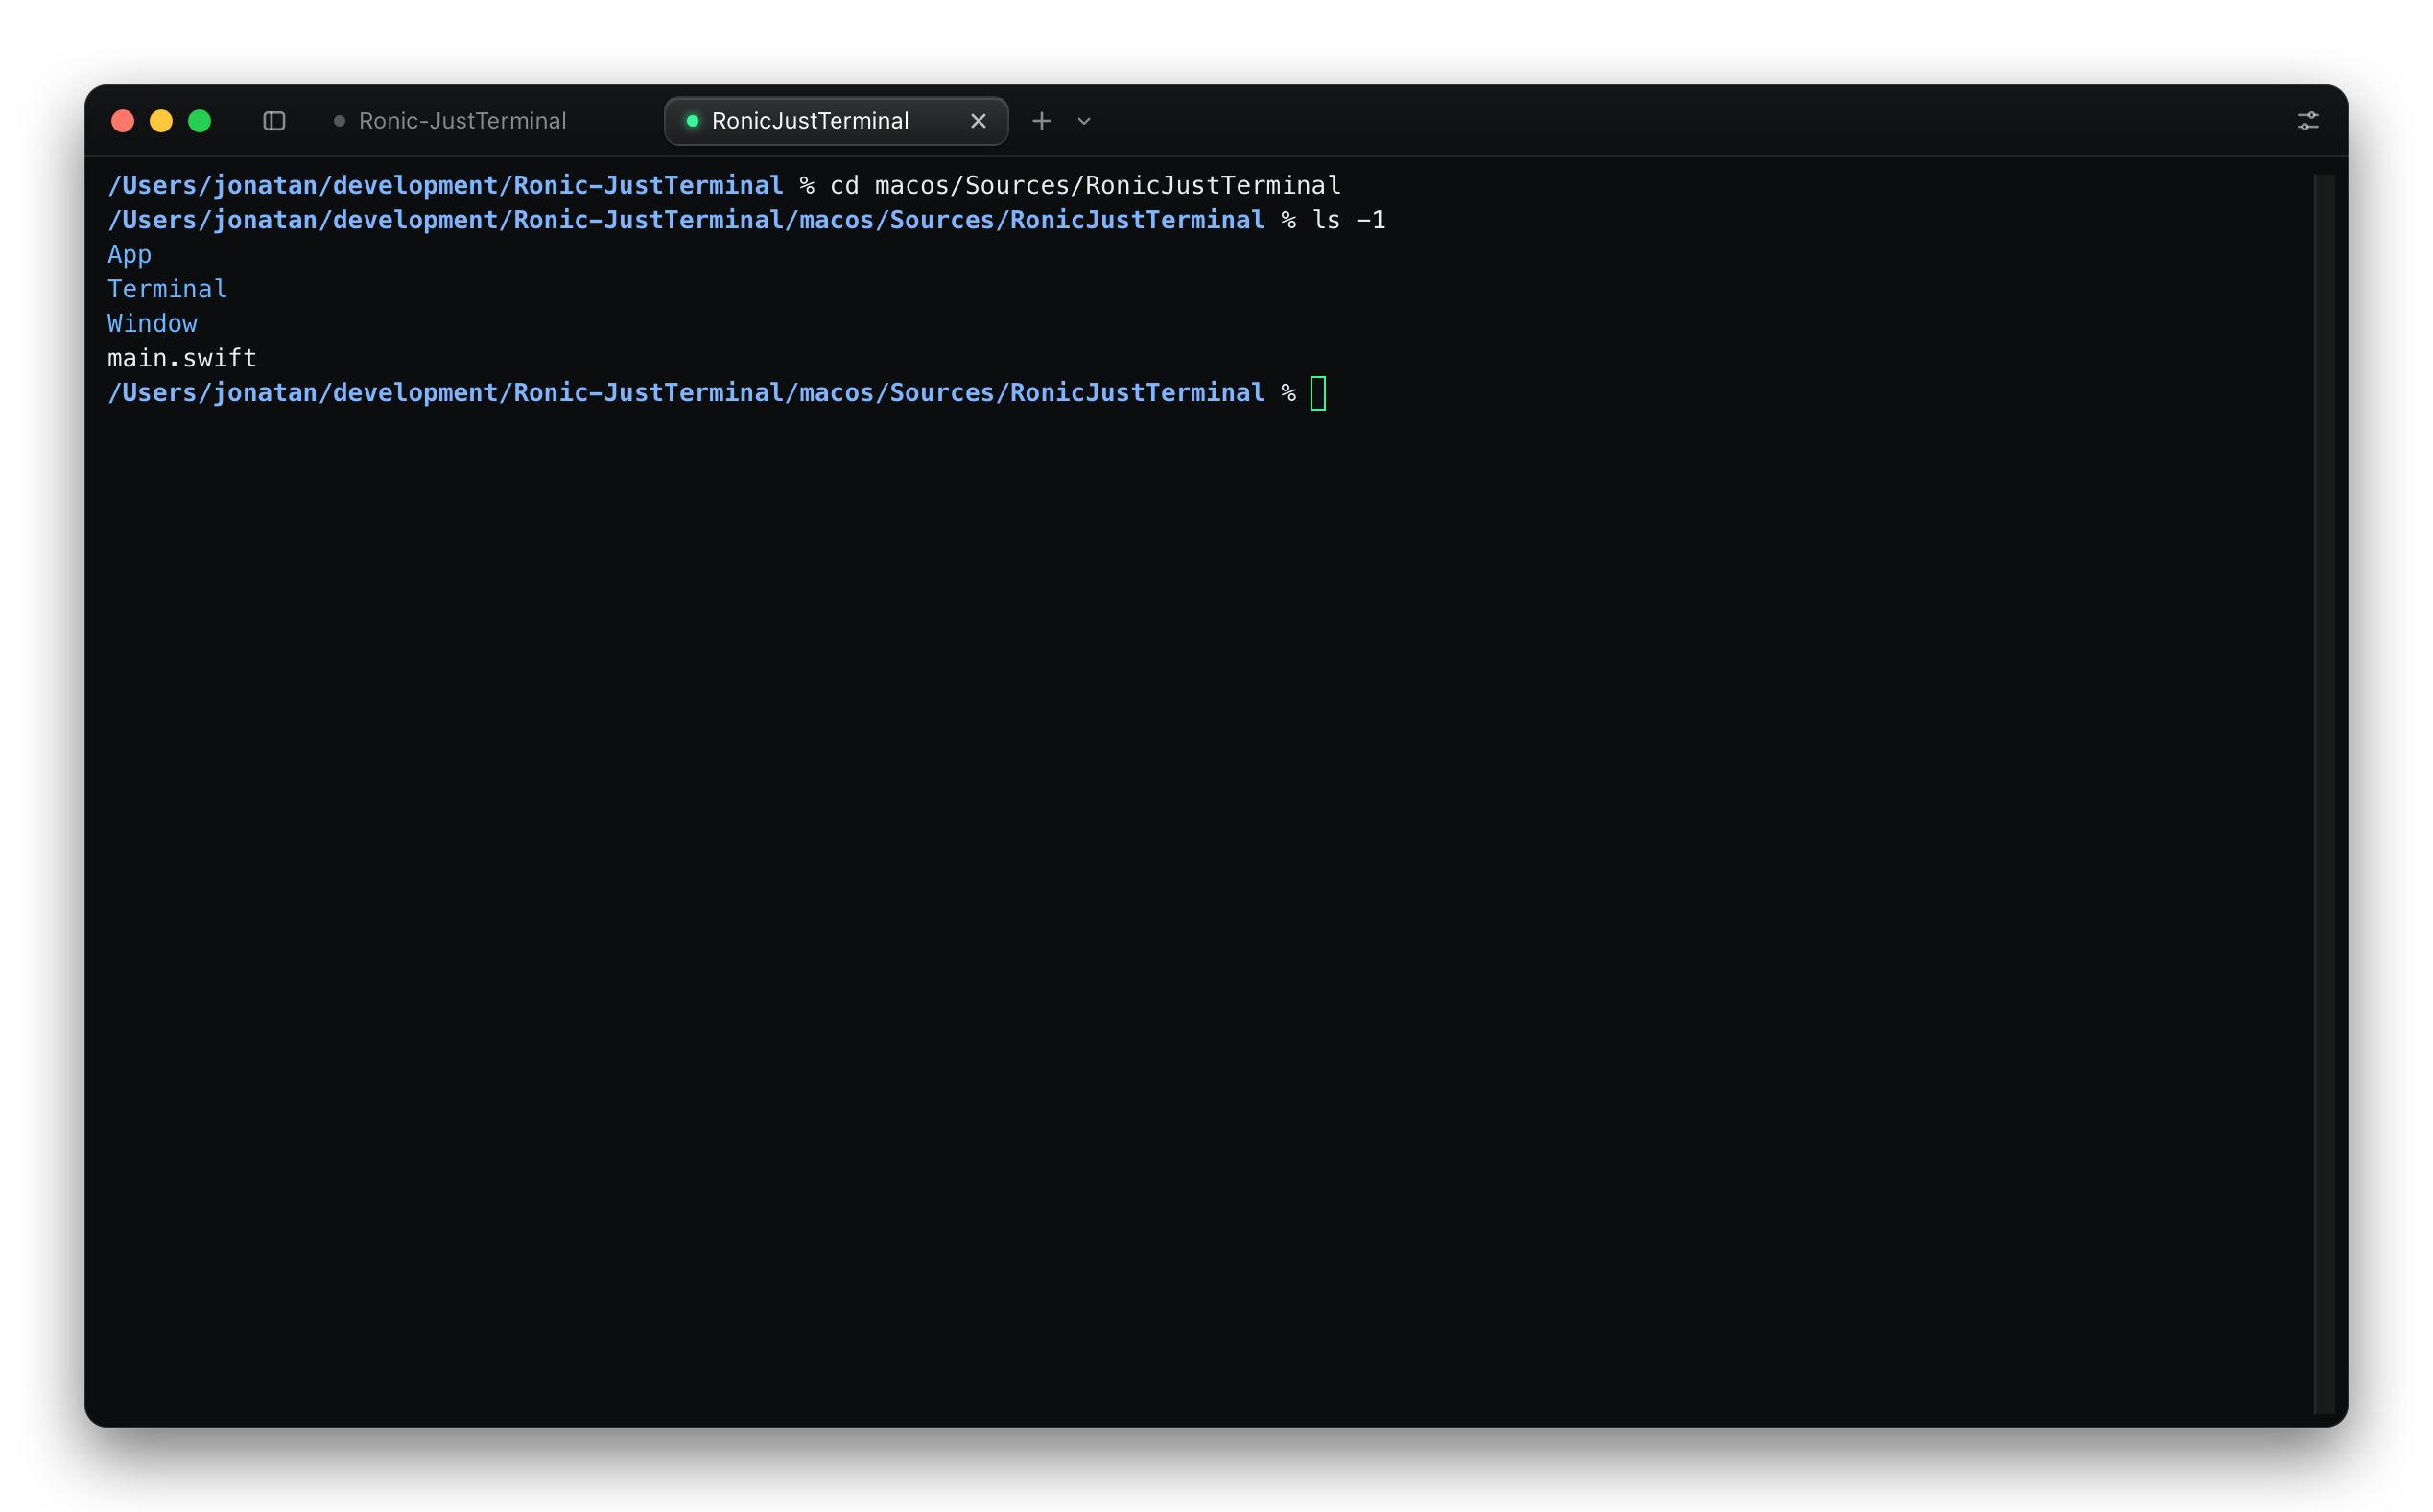 Ronic-JustTerminal
RonicJustTerminal
/Users/jonatan/development/Ronic-JustTerminal % cd macos/Sources/RonicJustTerminal
/Users/jonatan/development/Ronic-JustTerminal/macos/Sources/RonicJustTerminal % ls -1
App
Terminal
Window
main.swift
/Users/jonatan/development/Ronic-JustTerminal/macos/Sources/RonicJustTerminal %